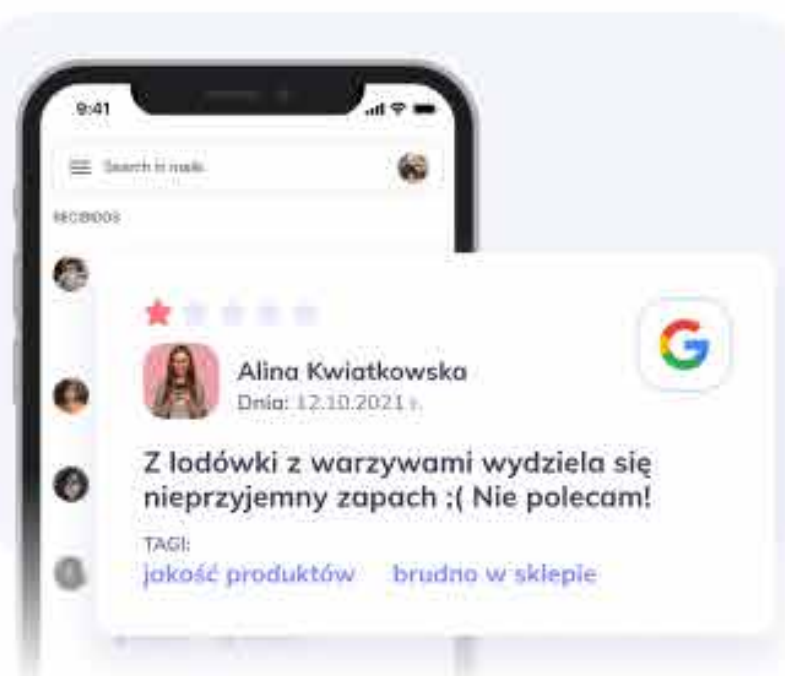 9:41
Search in mails
RECIBIDOS
Alina Kwiatkowska
Dnia: 12.10.2021 r.
Z lodówki z warzywami wydziela się
nieprzyjemny zapach ;( Nie polecam!
TAGI:
jakość produktów brudno w sklepie